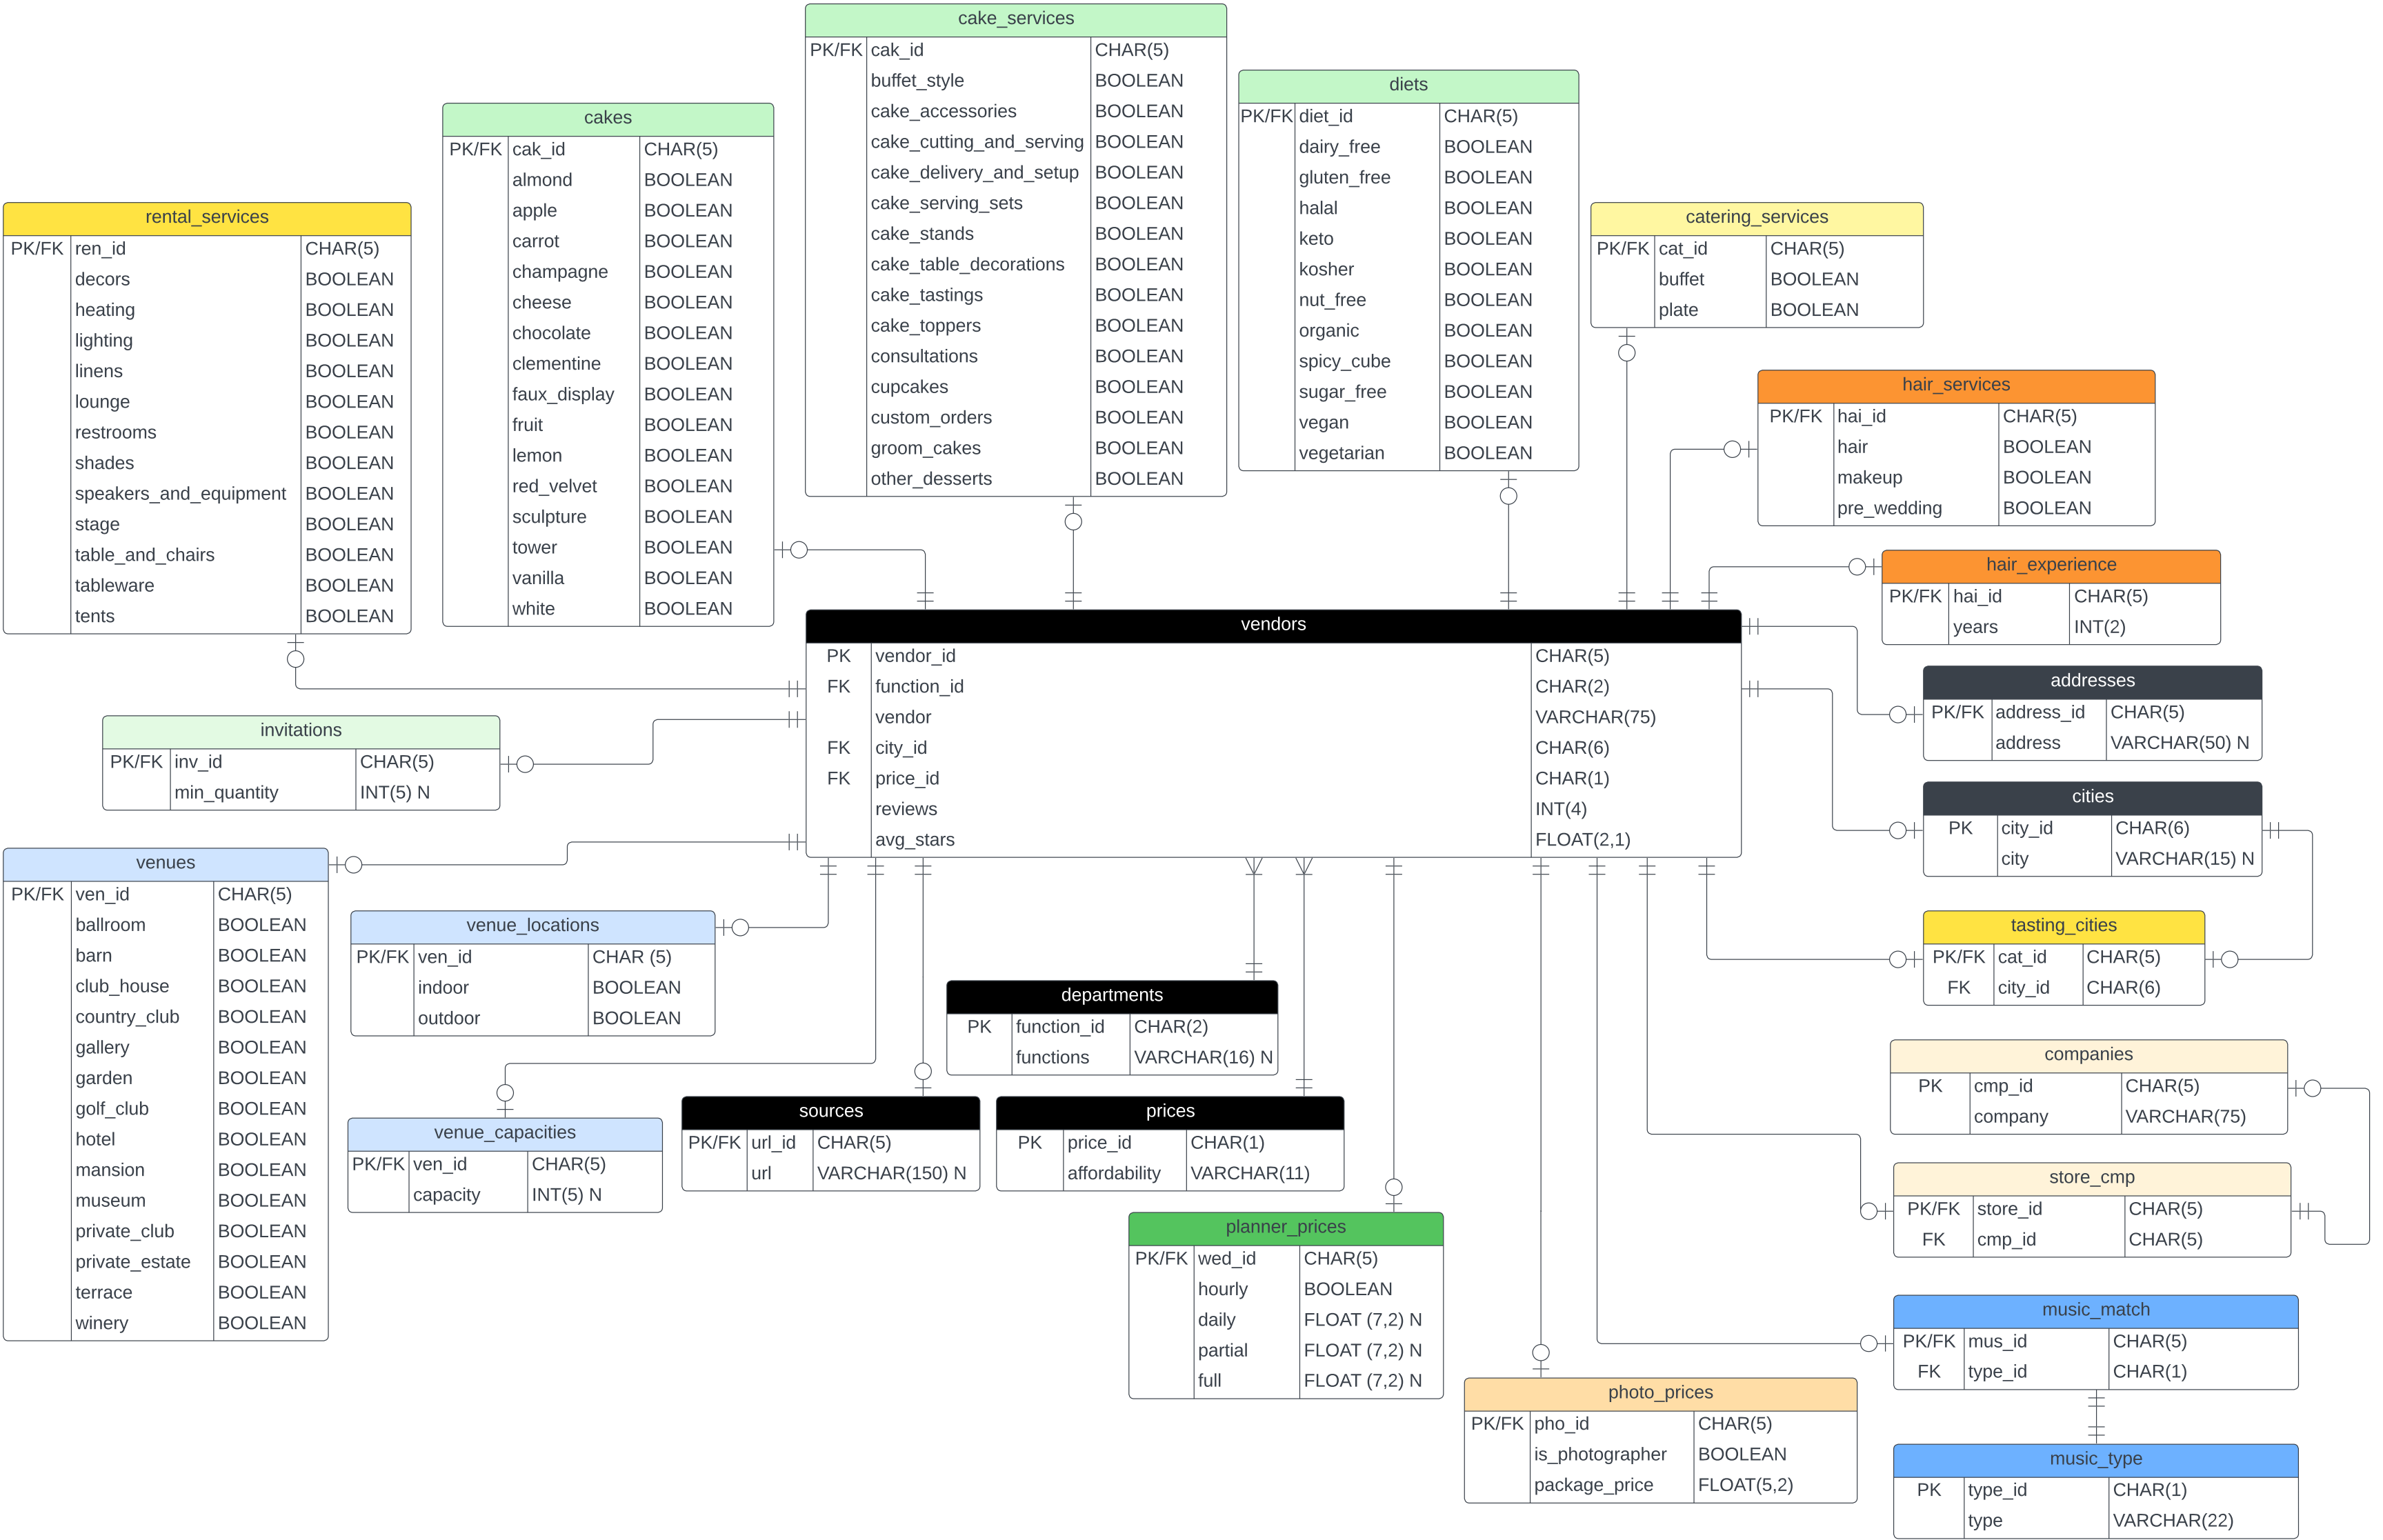 cake_services
PK/FK cak_id CHAR(5)
buffet_style BOOLEAN
cake_accessories BOOLEAN
cake_cutting_and_serving BOOLEAN
cake_delivery_and_setup BOOLEAN
cake_serving_sets BOOLEAN
cake_stands BOOLEAN
cake_table_decorations BOOLEAN
cake_tastings BOOLEAN
cake_toppers BOOLEAN
consultations BOOLEAN
cupcakes BOOLEAN
custom_orders BOOLEAN
groom_cakes BOOLEAN
other_desserts BOOLEAN
diets
PK/FK diet_id CHAR(5)
dairy_free BOOLEAN
gluten_free BOOLEAN
halal BOOLEAN
keto BOOLEAN
kosher BOOLEAN
nut_free BOOLEAN
organic BOOLEAN
spicy_cube BOOLEAN
sugar_free BOOLEAN
vegan BOOLEAN
vegetarian BOOLEAN
cakes
PK/FK cak_id CHAR(5)
almond BOOLEAN
apple BOOLEAN
carrot BOOLEAN
champagne BOOLEAN
cheese BOOLEAN
chocolate BOOLEAN
clementine BOOLEAN
faux_display BOOLEAN
fruit BOOLEAN
lemon BOOLEAN
red_velvet BOOLEAN
sculpture BOOLEAN
tower BOOLEAN
vanilla BOOLEAN
white BOOLEAN
rental_services
PK/FK ren_id CHAR(5)
decors BOOLEAN
heating BOOLEAN
lighting BOOLEAN
linens BOOLEAN
lounge BOOLEAN
restrooms BOOLEAN
shades BOOLEAN
speakers_and_equipment BOOLEAN
stage BOOLEAN
table_and_chairs BOOLEAN
tableware BOOLEAN
tents BOOLEAN
catering_services
PK/FK cat_id CHAR(5)
buffet BOOLEAN
plate BOOLEAN
hair_services
PK/FK hai_id CHAR(5)
hair BOOLEAN
makeup BOOLEAN
pre_wedding BOOLEAN
hair_experience
PK/FK hai_id CHAR(5)
years INT(2)
vendors
PK vendor_id CHAR(5)
FK function_id CHAR(2)
vendor VARCHAR(75)
FK city_id CHAR(6)
FK price_id CHAR(1)
reviews INT(4)
avg_stars FLOAT(2,1)
addresses
PK/FK address_id CHAR(5)
address VARCHAR(50) N
invitations
PK/FK inv_id CHAR(5)
min_quantity INT(5) N
cities
PK city_id CHAR(6)
city VARCHAR(15) N
venues
PK/FK ven_id CHAR(5)
ballroom BOOLEAN
barn BOOLEAN
club_house BOOLEAN
country_club BOOLEAN
gallery BOOLEAN
garden BOOLEAN
golf_club BOOLEAN
hotel BOOLEAN
mansion BOOLEAN
museum BOOLEAN
private_club BOOLEAN
private_estate BOOLEAN
terrace BOOLEAN
winery BOOLEAN
venue_locations
PK/FK ven_id CHAR (5)
indoor BOOLEAN
outdoor BOOLEAN
tasting_cities
PK/FK cat_id CHAR(5)
FK city_id CHAR(6)
departments
PK function_id CHAR(2)
functions VARCHAR(16) N
companies
PK cmp_id CHAR(5)
company VARCHAR(75)
venue_capacities
PK/FK ven_id CHAR(5)
capacity INT(5) N
sources
PK/FK url_id CHAR(5)
url VARCHAR(150) N
prices
PK price_id CHAR(1)
affordability VARCHAR(11)
store_cmp
PK/FK store_id CHAR(5)
FK cmp_id CHAR(5)
planner_prices
PK/FK wed_id CHAR(5)
hourly BOOLEAN
daily FLOAT (7,2) N
partial FLOAT (7,2) N
full FLOAT (7,2) N
music_match
PK/FK mus_id CHAR(5)
FK type_id CHAR(1)
photo_prices
PK/FK pho_id CHAR(5)
is_photographer BOOLEAN
package_price FLOAT(5,2)
music_type
PK type_id CHAR(1)
type VARCHAR(22)